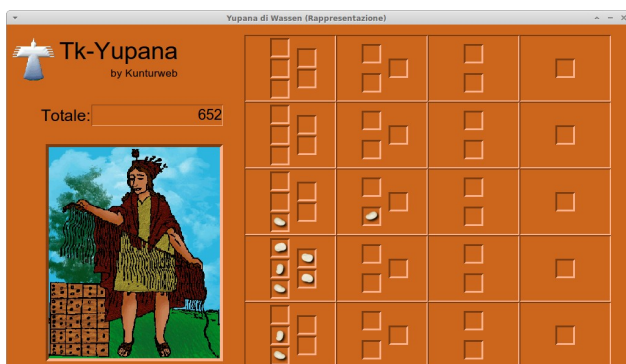 Yupana di Wassen (Rappresentazione)
Tk-Yupana
by Kunturweb
Totale: 652